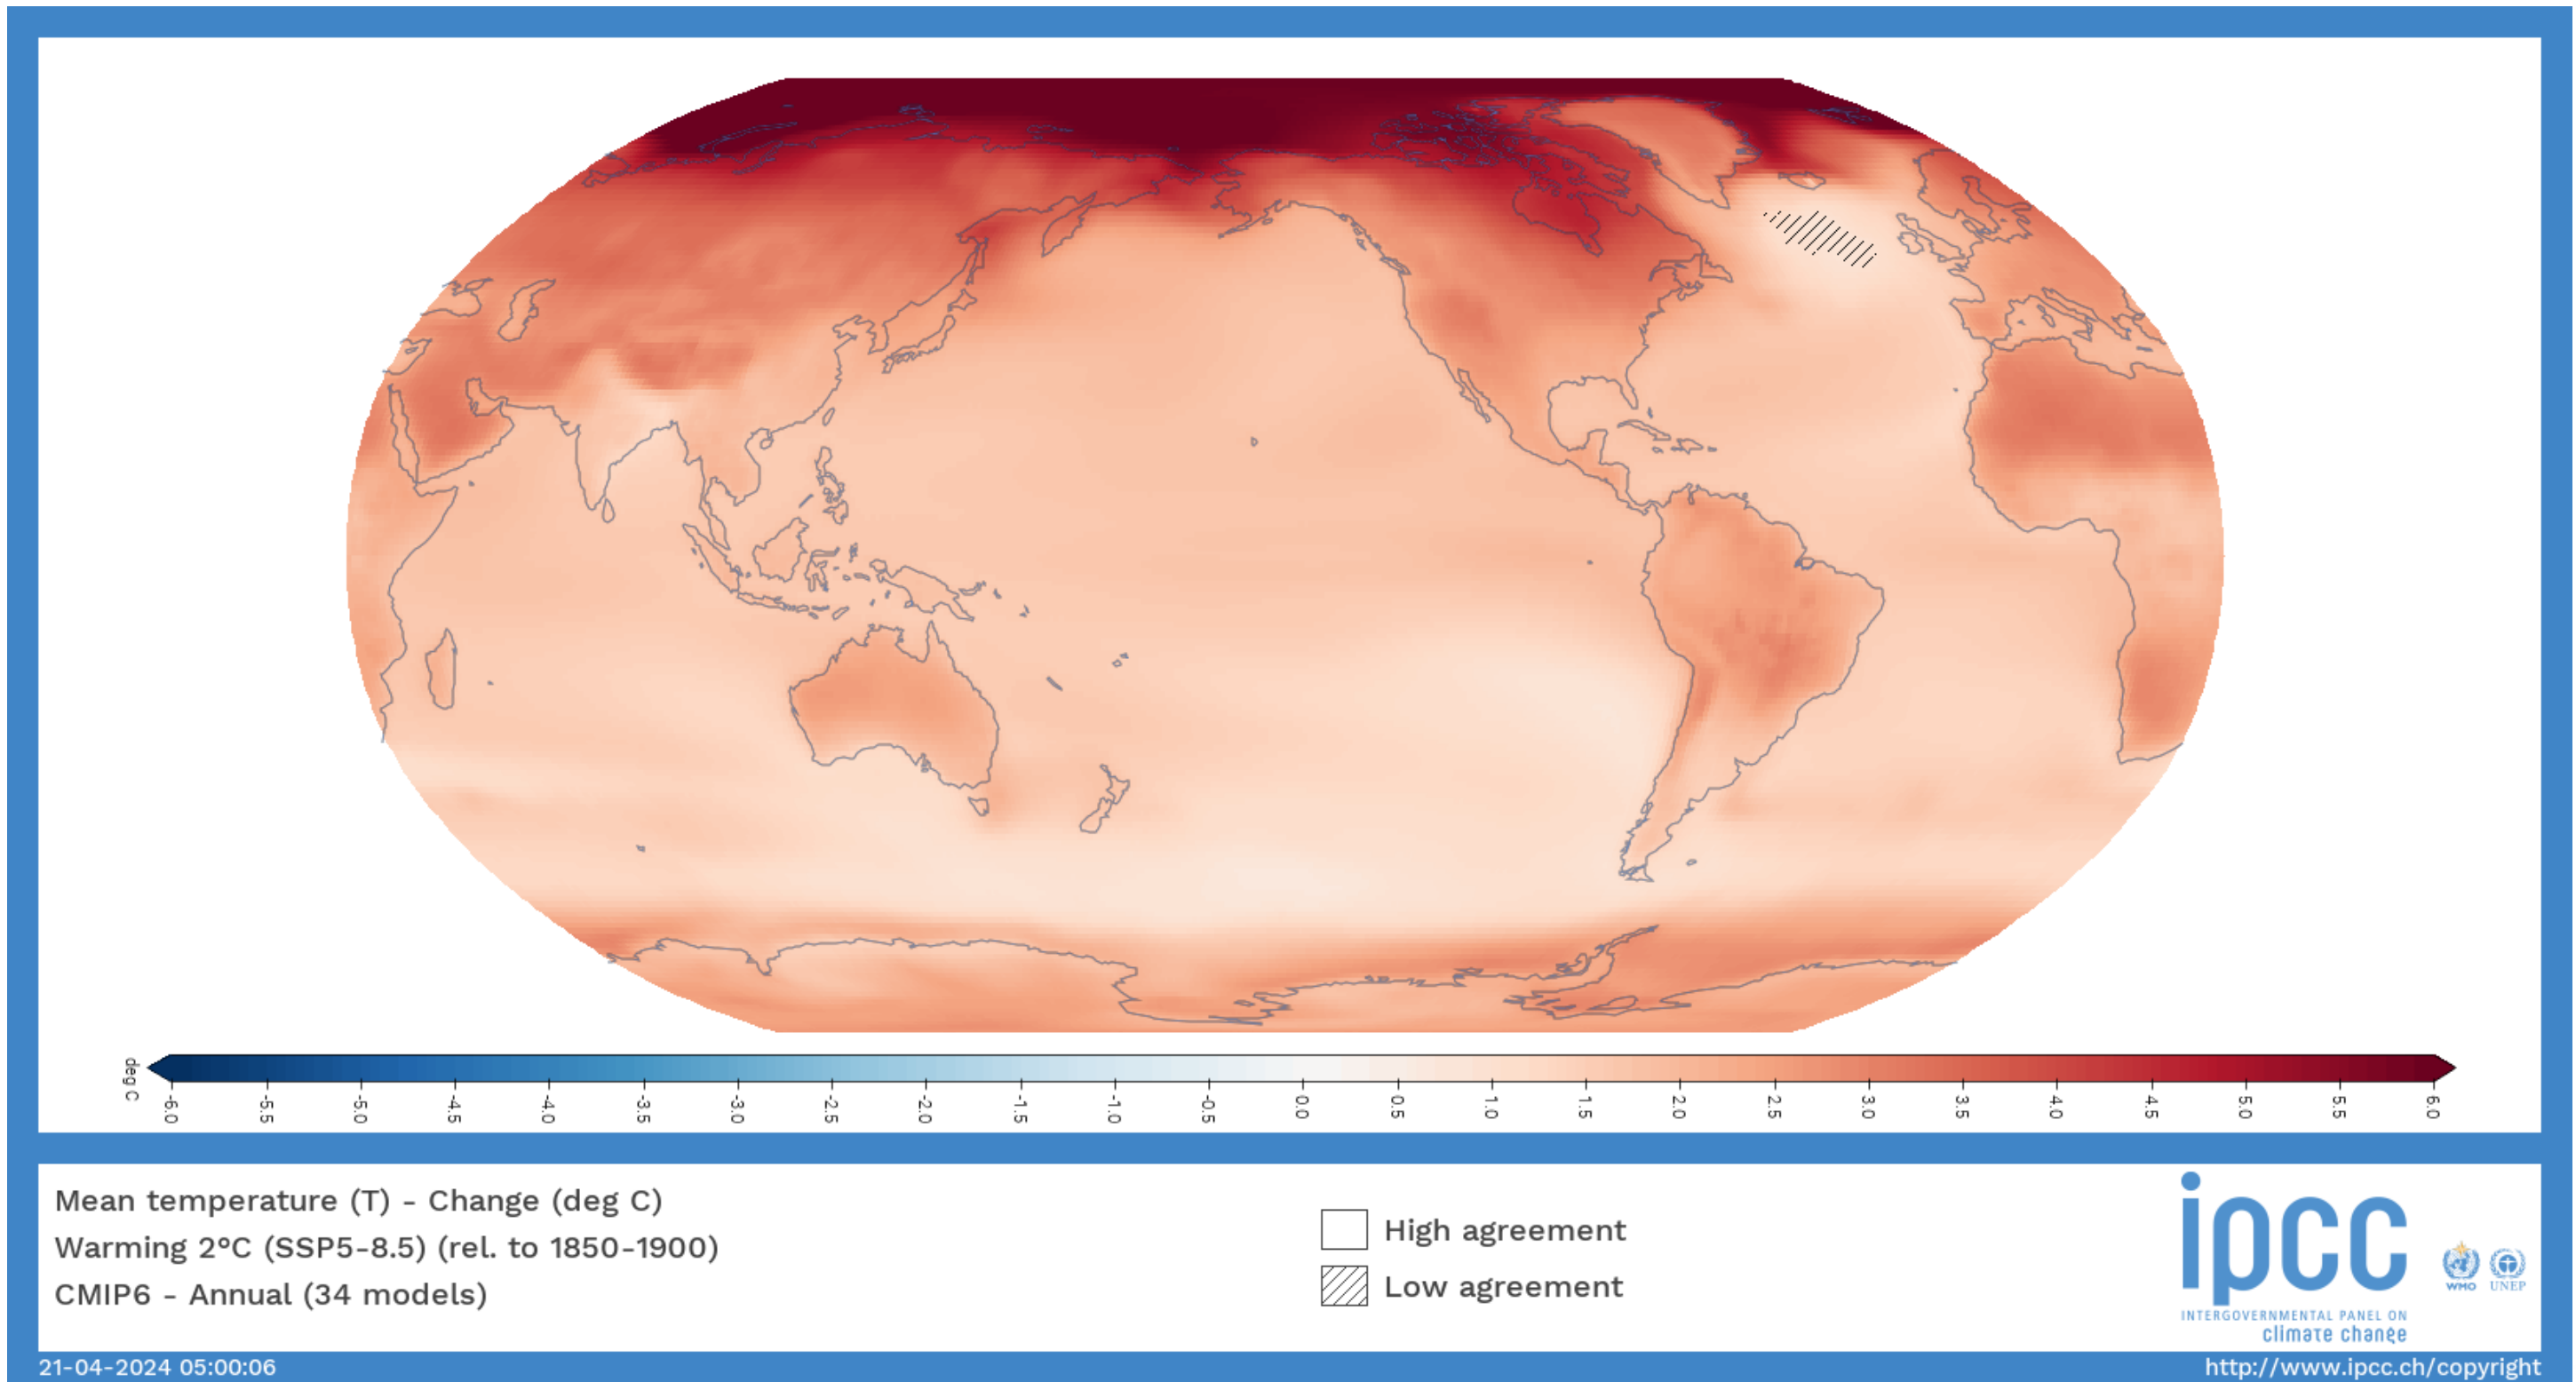 deg C
-6.0
-5.5
-5.0
-4.5
-4.0
-3.5
-3.0
-2.5
-2.0
-1.5
-1.0
-0.5
0.0
0.5
1.0
1.5
2.0
2.5
3.0
3.5
4.0
4.5
5.0
5.5
6.0
Mean temperature (T) - Change (deg C)
Warming 2°C (SSP5-8.5) (rel. to 1850-1900)
CMIP6 - Annual (34 models)
High agreement
Low agreement
ipcc
INTERGOVERNMENTAL PANEL ON
climate change
WMO
UNEP
21-04-2024 05:00:06
http://www.ipcc.ch/copyright